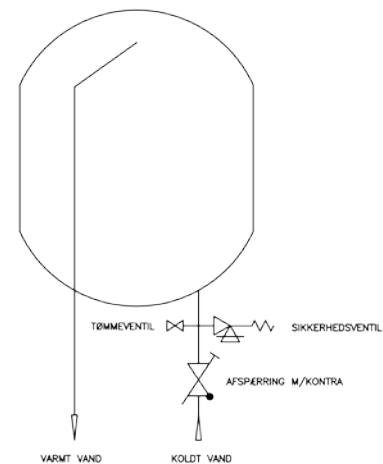 TØMMEVENTIL
SIKKERHEDSVENTIL
AFSPÆRRING M/KONTRA
VARMT VAND
KOLDT VAND